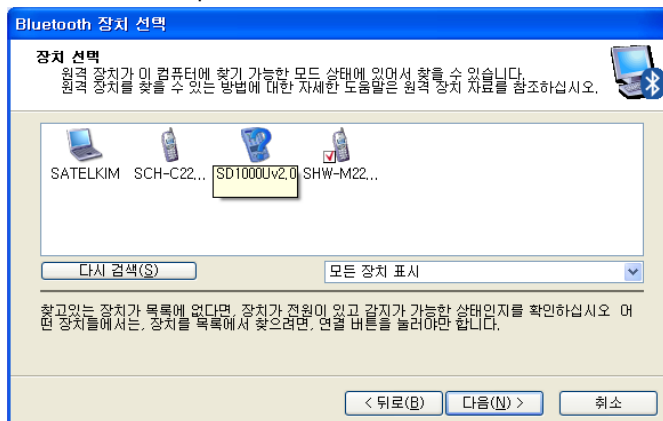 Bluetooth 장치 선택
장치 선택
원격 장치가 이 컴퓨터에 찾기 가능한 모드 상태에 있어서 찾을 수 있습니다.
원격 장치를 찾을 수 있는 방법에 대한 자세한 도움말은 원격 장치 자료를 참조하십시오.
SATELKIM SCH-C22... SD1000Uv2.0 SHW-M22...
다시 검색(S) 모든 장치 표시
찾고있는 장치가 목록에 없다면, 장치가 전원이 있고 감지가 가능한 상태인지를 확인하십시오 어
떤 장치들에서는, 장치를 목록에서 찾으려면, 연결 버튼을 눌러야만 합니다.
< 뒤로(B) 다음(N) > 취소